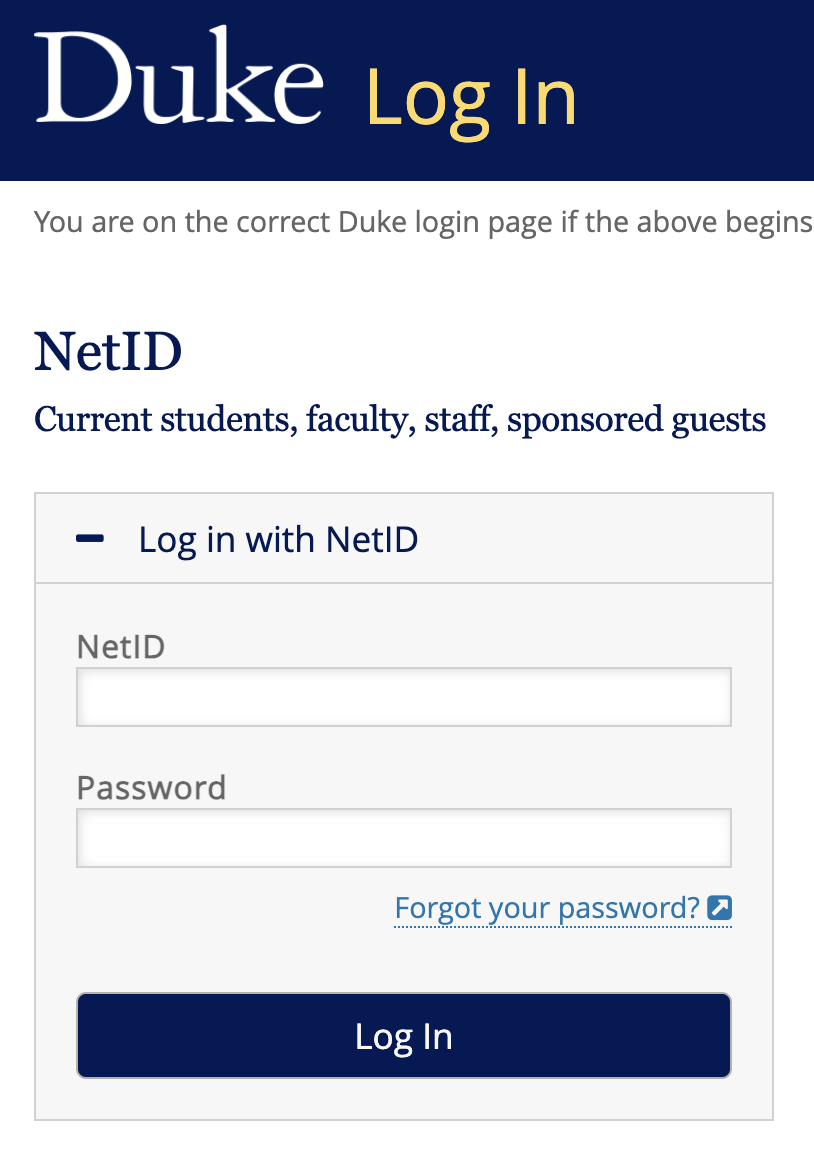 Duke Log In
You are on the correct Duke login page if the above begins
NetID
Current students, faculty, staff, sponsored guests
Log in with NetID
NetID
Password
Forgot your password?
Log In